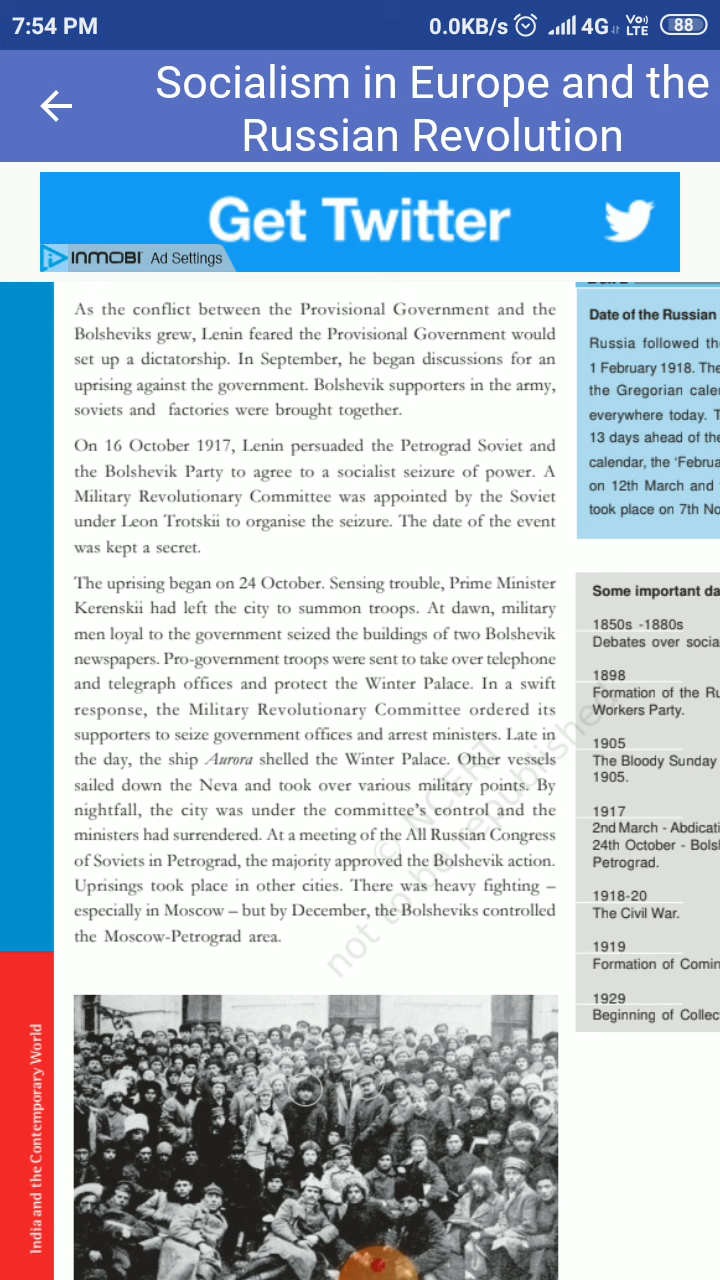 7:54 PM
0.0KB/s
4G
Vo))
LTE
88
Socialism in Europe and the
Russian Revolution
Get Twitter
INMOBI Ad Settings
As the conflict between the Provisional Government and the
Bolsheviks grew, Lenin feared the Provisional Government would
set up a dictatorship. In September, he began discussions for an
uprising against the government. Bolshevik supporters in the army,
soviets and factories were brought together.
On 16 October 1917, Lenin persuaded the Petrograd Soviet and
the Bolshevik Party to agree to a socialist seizure of power. A
Military Revolutionary Committee was appointed by the Soviet
under Leon Trotskii to organise the seizure. The date of the event
was kept a secret.
The uprising began on 24 October. Sensing trouble, Prime Minister
Kerenskii had left the city to summon troops. At dawn, military
men loyal to the government seized the buildings of two Bolshevik
newspapers. Pro-government troops were sent to take over telephone
and telegraph offices and protect the Winter Palace. In a swift
response, the Military Revolutionary Committee ordered its
supporters to seize government offices and arrest ministers. Late in
the day, the ship Aurora shelled the Winter Palace. Other vessels
sailed down the Neva and took over various military points. By
nightfall, the city was under the committee's control and the
ministers had surrendered. At a meeting of the All Russian Congress
of Soviets in Petrograd, the majority approved the Bolshevik action.
Uprisings took place in other cities. There was heavy fighting –
especially in Moscow – but by December, the Bolsheviks controlled
the Moscow-Petrograd area.
© NCERT
not to be republished
Date of the Russian
Russia followed th
1 February 1918. The
the Gregorian caler
everywhere today. T
13 days ahead of the
calendar, the 'Februa
on 12th March and
took place on 7th No
Some important da
1850s -1880s
Debates over socia
1898
Formation of the Ru
Workers Party.
1905
The Bloody Sunday
1905.
1917
2nd March - Abdicati
24th October - Bolsh
Petrograd.
1918-20
The Civil War.
1919
Formation of Comin
1929
Beginning of Collec
India and the Contemporary World